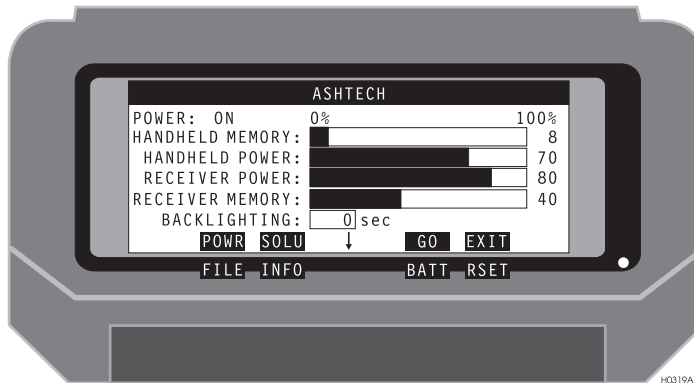 ASHTECH
POWER: ON 0% 100%
HANDHELD MEMORY: 8
HANDHELD POWER: 70
RECEIVER POWER: 80
RECEIVER MEMORY: 40
BACKLIGHTING: 0 sec
POWR SOLU ↓ GO EXIT
FILE INFO BATT RSET
H0319A